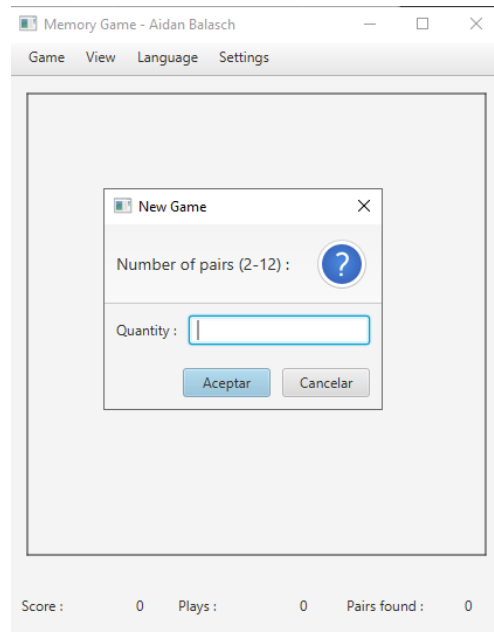 Memory Game - Aidan Balasch
Game View Language Settings
New Game
Number of pairs (2-12) :
?
Quantity :
Aceptar Cancelar
Score : 0 Plays : 0 Pairs found : 0